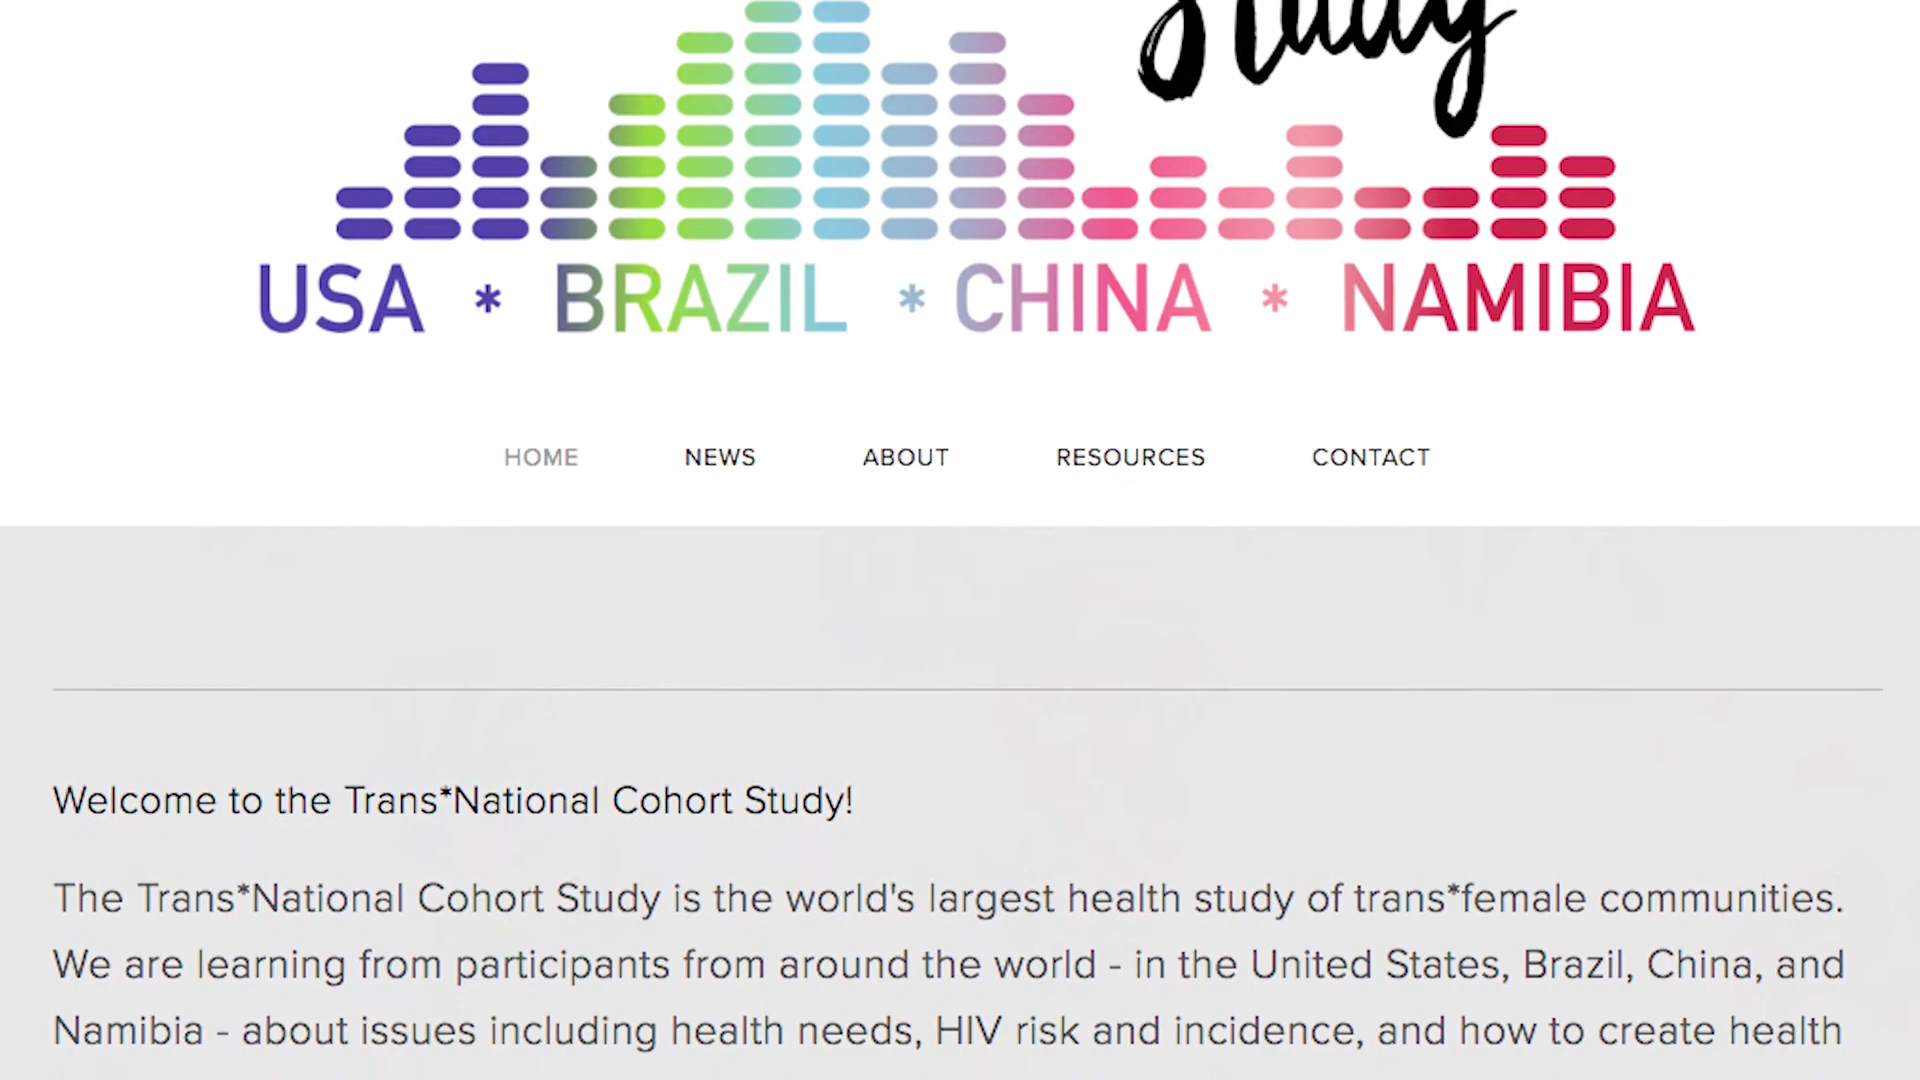 Study
USA * BRAZIL * CHINA * NAMIBIA
HOME NEWS ABOUT RESOURCES CONTACT
Welcome to the Trans*National Cohort Study!
The Trans*National Cohort Study is the world's largest health study of trans*female communities.
We are learning from participants from around the world - in the United States, Brazil, China, and
Namibia - about issues including health needs, HIV risk and incidence, and how to create health